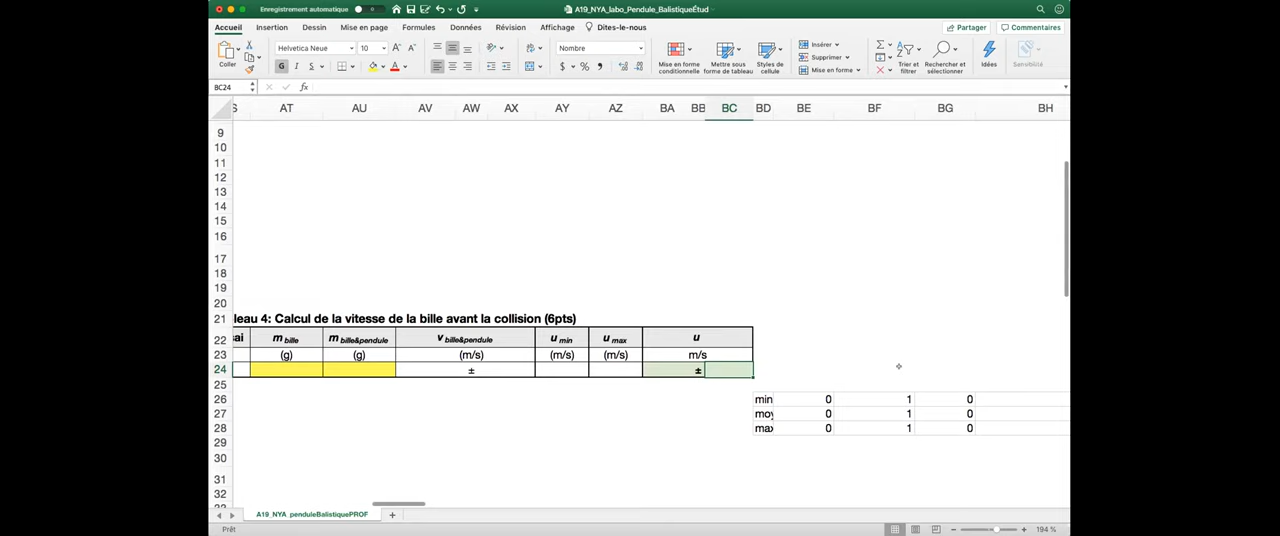 Enregistrement automatique
A19_NYA_labo_Pendule_BalistiqueÉtud
Accueil Insertion Dessin Mise en page Formules Données Révision Affichage Dites-le-nous Partager Commentaires
Coller
Helvetica Neue 10
G I S
Nombre
Mise en forme conditionnelle
Mettre sous forme de tableau
Styles de cellule
Insérer
Supprimer
Mise en forme
Trier et filtrer
Rechercher et sélectionner
Idées
Sensibilité
BC24 fx
S AT AU AV AW AX AY AZ BA BB BC BD BE BF BG BH
9
10
11
12
13
14
15
16
17
18
19
20
21 leau 4: Calcul de la vitesse de la bille avant la collision (6pts)
22 ai m bille m bille&pendule v bille&pendule u min u max u
23 (g) (g) (m/s) (m/s) (m/s) m/s
24 ± ±
25
26 min 0 1 0
27 moy 0 1 0
28 max 0 1 0
29
30
31
32
A19_NYA_penduleBalistiquePROF
Prêt 194 %